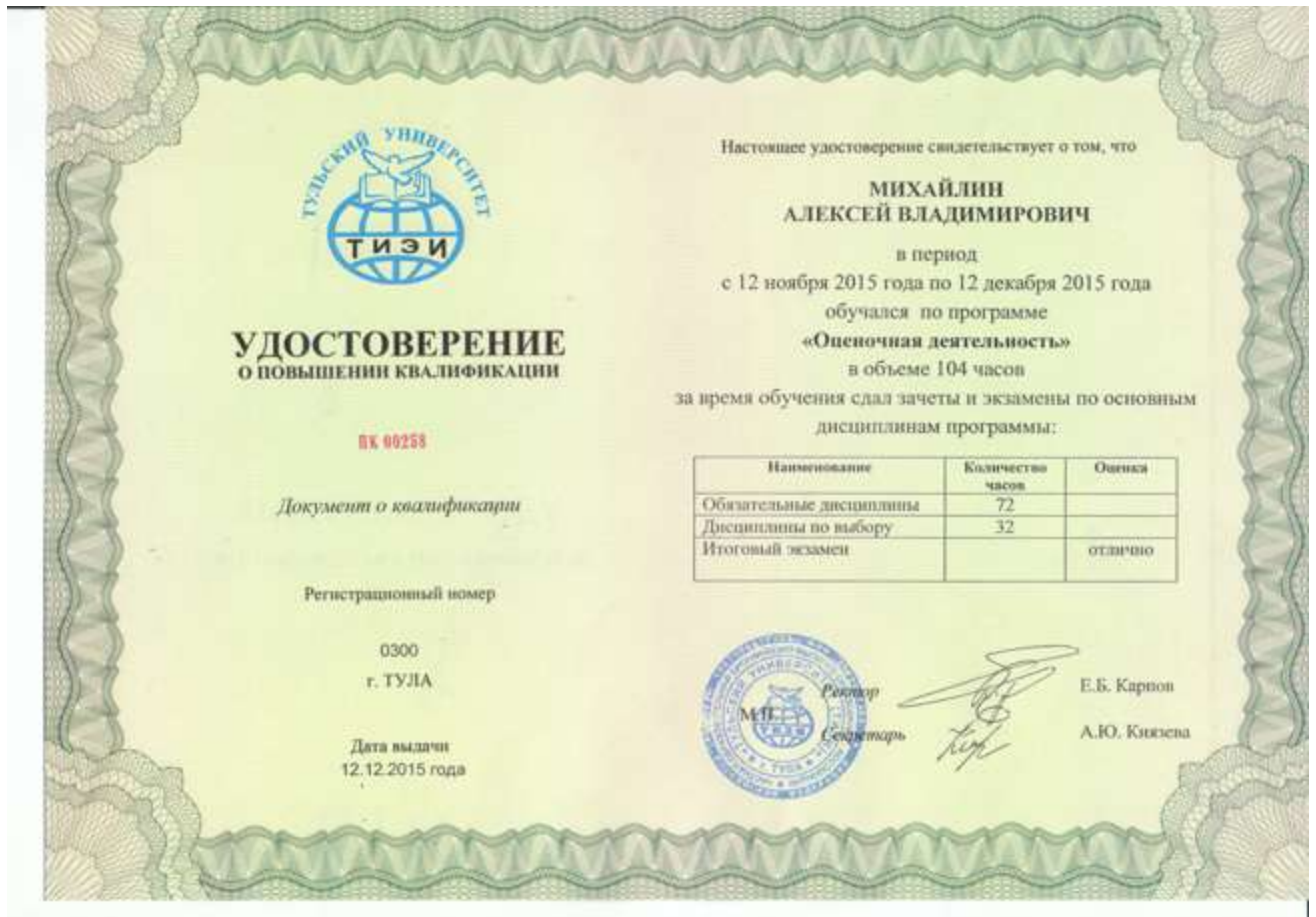 ТУЛЬСКИЙ УНИВЕРСИТЕТ
ТИЭИ
УДОСТОВЕРЕНИЕ
О ПОВЫШЕНИИ КВАЛИФИКАЦИИ
ПК 00258
Документ о квалификации
Регистрационный номер
0300
г. ТУЛА
Дата выдачи
12.12.2015 года
Настоящее удостоверение свидетельствует о том, что
МИХАЙЛИН
АЛЕКСЕЙ ВЛАДИМИРОВИЧ
в период
с 12 ноября 2015 года по 12 декабря 2015 года
обучался по программе
«Оценочная деятельность»
в объеме 104 часов
за время обучения сдал зачеты и экзамены по основным
дисциплинам программы:
Наименование Количество часов Оценка
Обязательные дисциплины 72
Дисциплины по выбору 32
Итоговый экзамен отлично
Ректор Е.Б. Карпов
М.П.
Секретарь А.Ю. Князева